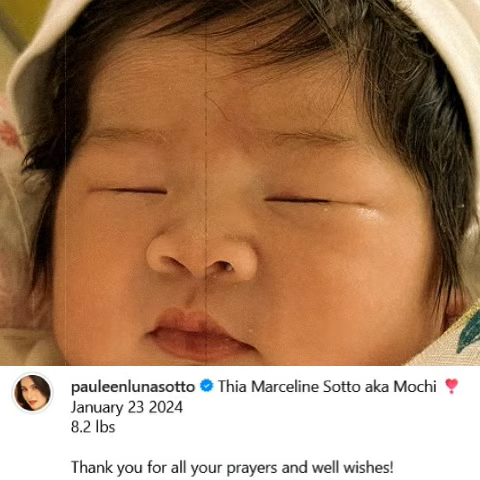 pauleenlunasotto Thia Marceline Sotto aka Mochi
January 23 2024
8.2 lbs
Thank you for all your prayers and well wishes!